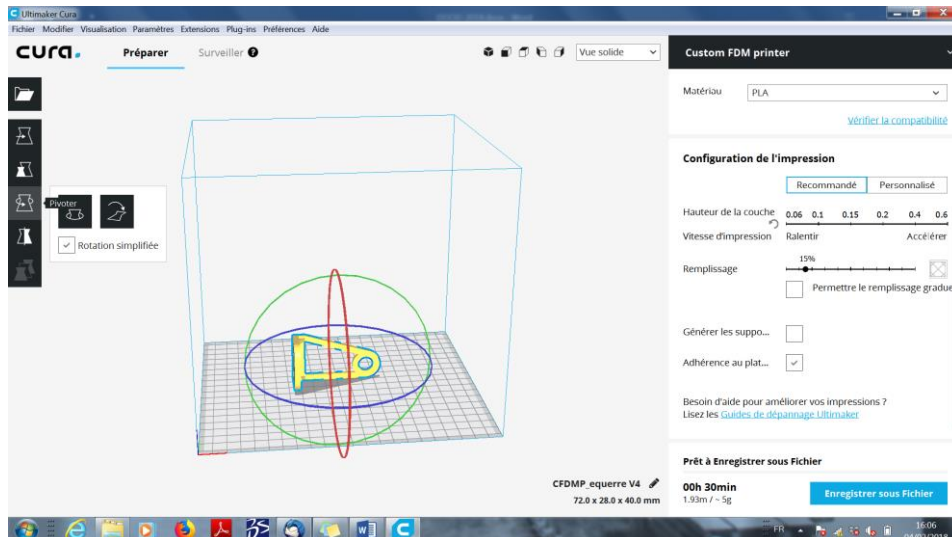 Ultimaker Cura
Fichier Modifier Visualisation Paramètres Extensions Plug-ins Préférences Aide
cura. Préparer Surveiller ? Vue solide Custom FDM printer
Matériau PLA
Vérifier la compatibilité
Configuration de l'impression
Recommandé Personnalisé
Hauteur de la couche 0.06 0.1 0.15 0.2 0.4 0.6
Vitesse d'impression Ralentir Accélérer
Pivoter
Rotation simplifiée
15%
Remplissage
Permettre le remplissage gradue
Générer les suppo...
Adhérence au plat...
Besoin d'aide pour améliorer vos impressions ?
Lisez les Guides de dépannage Ultimaker
Prêt à Enregistrer sous Fichier
CFDMP_equerre V4
72.0 x 28.0 x 40.0 mm
00h 30min
1.93m / ~ 5g
Enregistrer sous Fichier
FR
16:06
04/02/2018